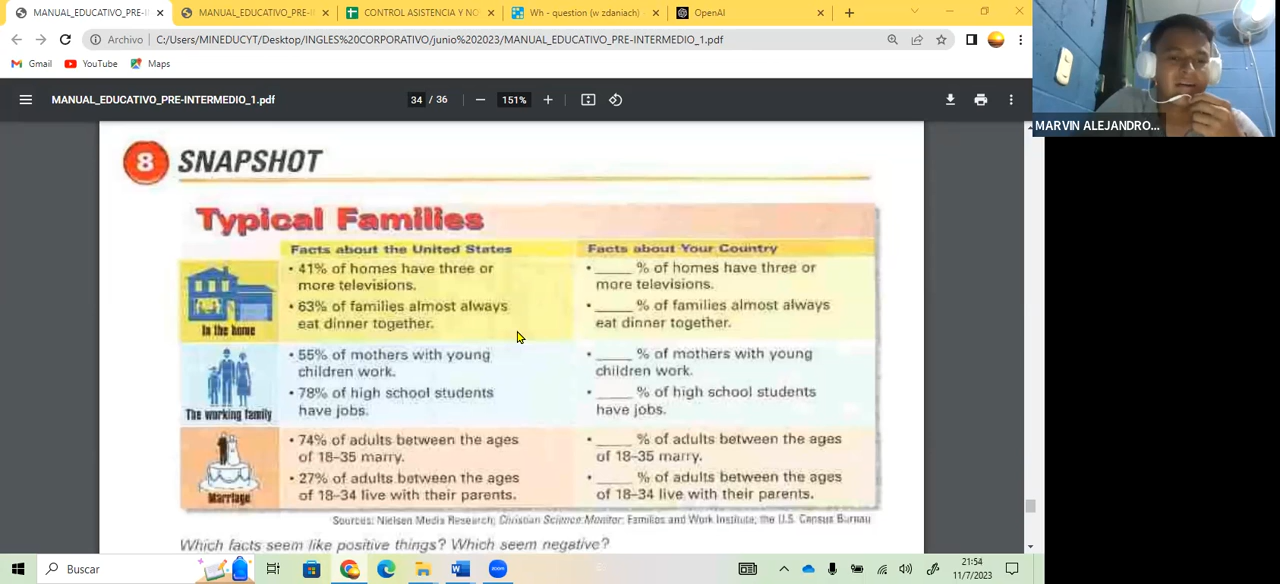 MANUAL_EDUCATIVO_PRE-IN
MANUAL_EDUCATIVO_PRE-I
CONTROL ASISTENCIA Y NO
Wh - question (w zdaniach)
OpenAI
Archivo
C:/Users/MINEDUCYT/Desktop/INGLES%20CORPORATIVO/junio%202023/MANUAL_EDUCATIVO_PRE-INTERMEDIO_1.pdf
Gmail
YouTube
Maps
MARVIN ALEJANDRO...
MANUAL_EDUCATIVO_PRE-INTERMEDIO_1.pdf
34 / 36
151%
8 SNAPSHOT
Typical Families
Facts about the United States
In the home
• 41% of homes have three or
more televisions.
• 63% of families almost always
eat dinner together.
The working family
• 55% of mothers with young
children work.
• 78% of high school students
have jobs.
Marriage
• 74% of adults between the ages
of 18–35 marry.
• 27% of adults between the ages
of 18–34 live with their parents.
Facts about Your Country
• ____ % of homes have three or
more televisions.
• ____ % of families almost always
eat dinner together.
• ____ % of mothers with young
children work.
• ____ % of high school students
have jobs.
• ____ % of adults between the ages
of 18–35 marry.
• ____ % of adults between the ages
of 18–34 live with their parents.
Sources: Nielsen Media Research; Christian Science Monitor; Families and Work Institute; the U.S. Census Bureau
Which facts seem like positive things? Which seem negative?
Buscar
zoom
21:54
11/7/2023